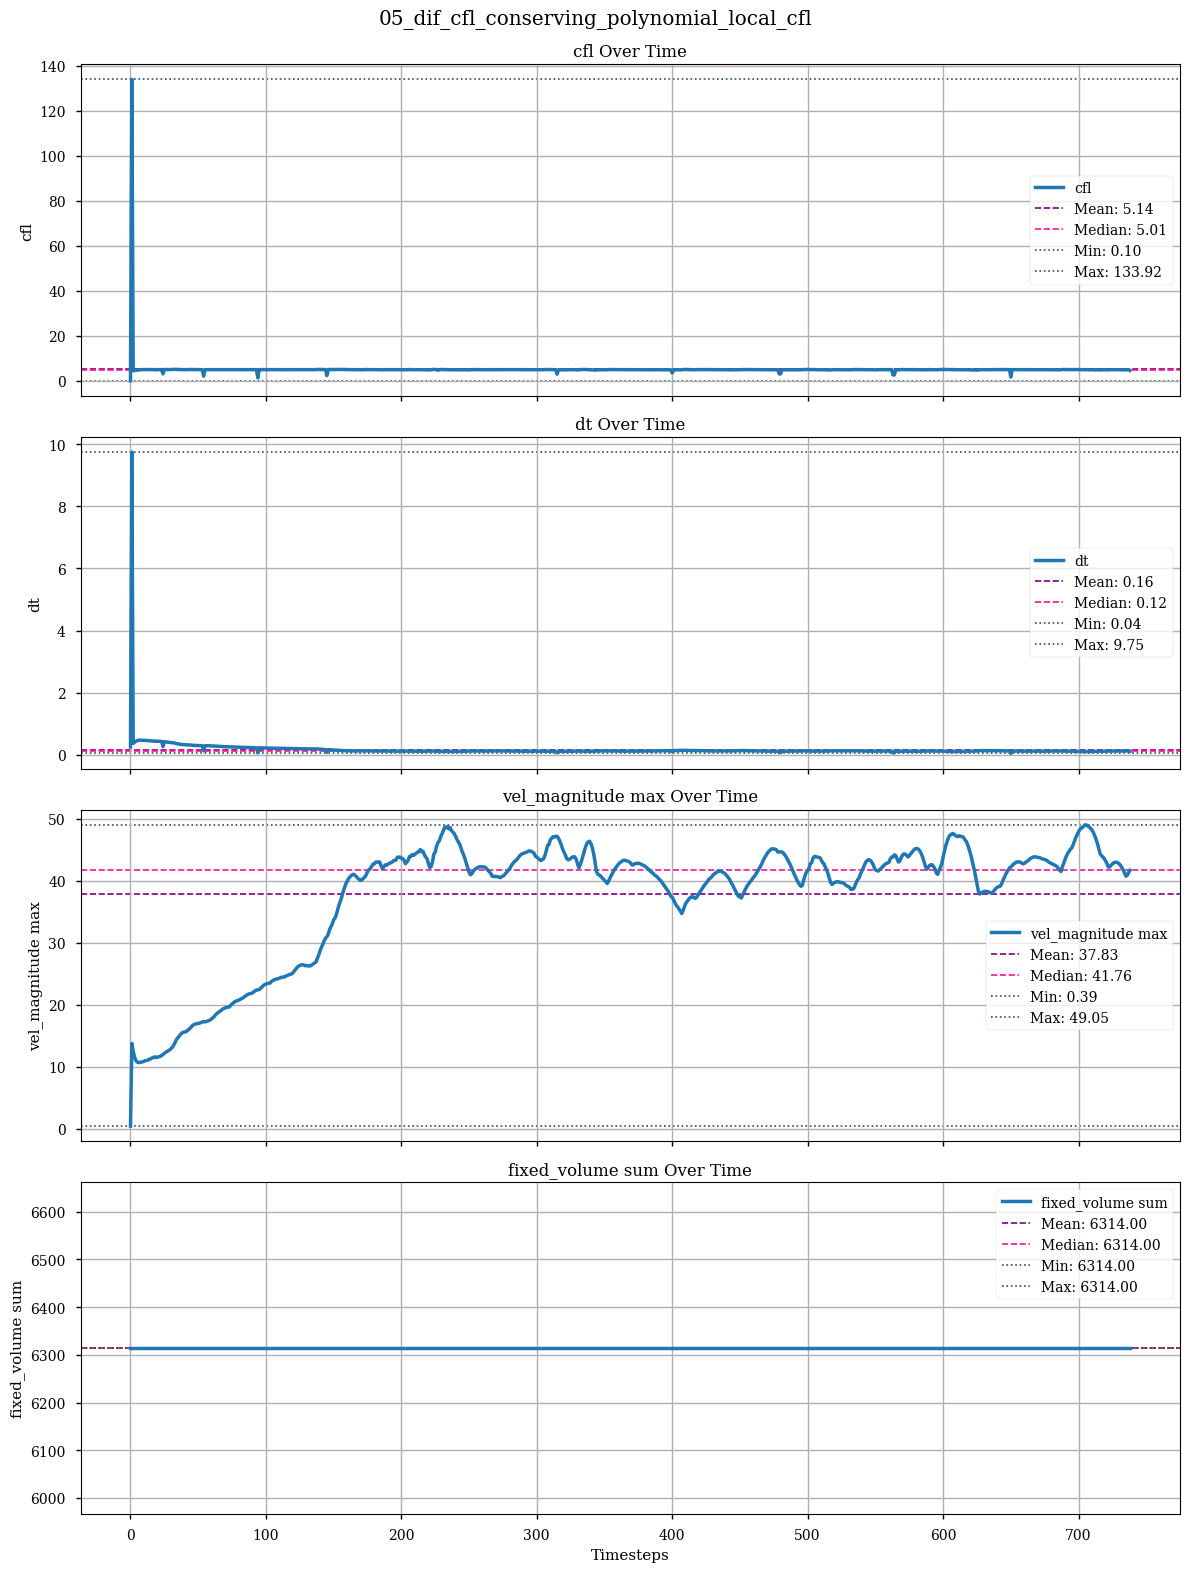 05_dif_cfl_conserving_polynomial_local_cfl
cfl Over Time
140
120
100
80
60
40
20
0
cfl
cfl
Mean: 5.14
Median: 5.01
Min: 0.10
Max: 133.92
dt Over Time
10
8
6
4
2
0
dt
dt
Mean: 0.16
Median: 0.12
Min: 0.04
Max: 9.75
vel_magnitude max Over Time
50
40
30
20
10
0
vel_magnitude max
vel_magnitude max
Mean: 37.83
Median: 41.76
Min: 0.39
Max: 49.05
fixed_volume sum Over Time
6600
6500
6400
6300
6200
6100
6000
fixed_volume sum
fixed_volume sum
Mean: 6314.00
Median: 6314.00
Min: 6314.00
Max: 6314.00
0 100 200 300 400 500 600 700
Timesteps